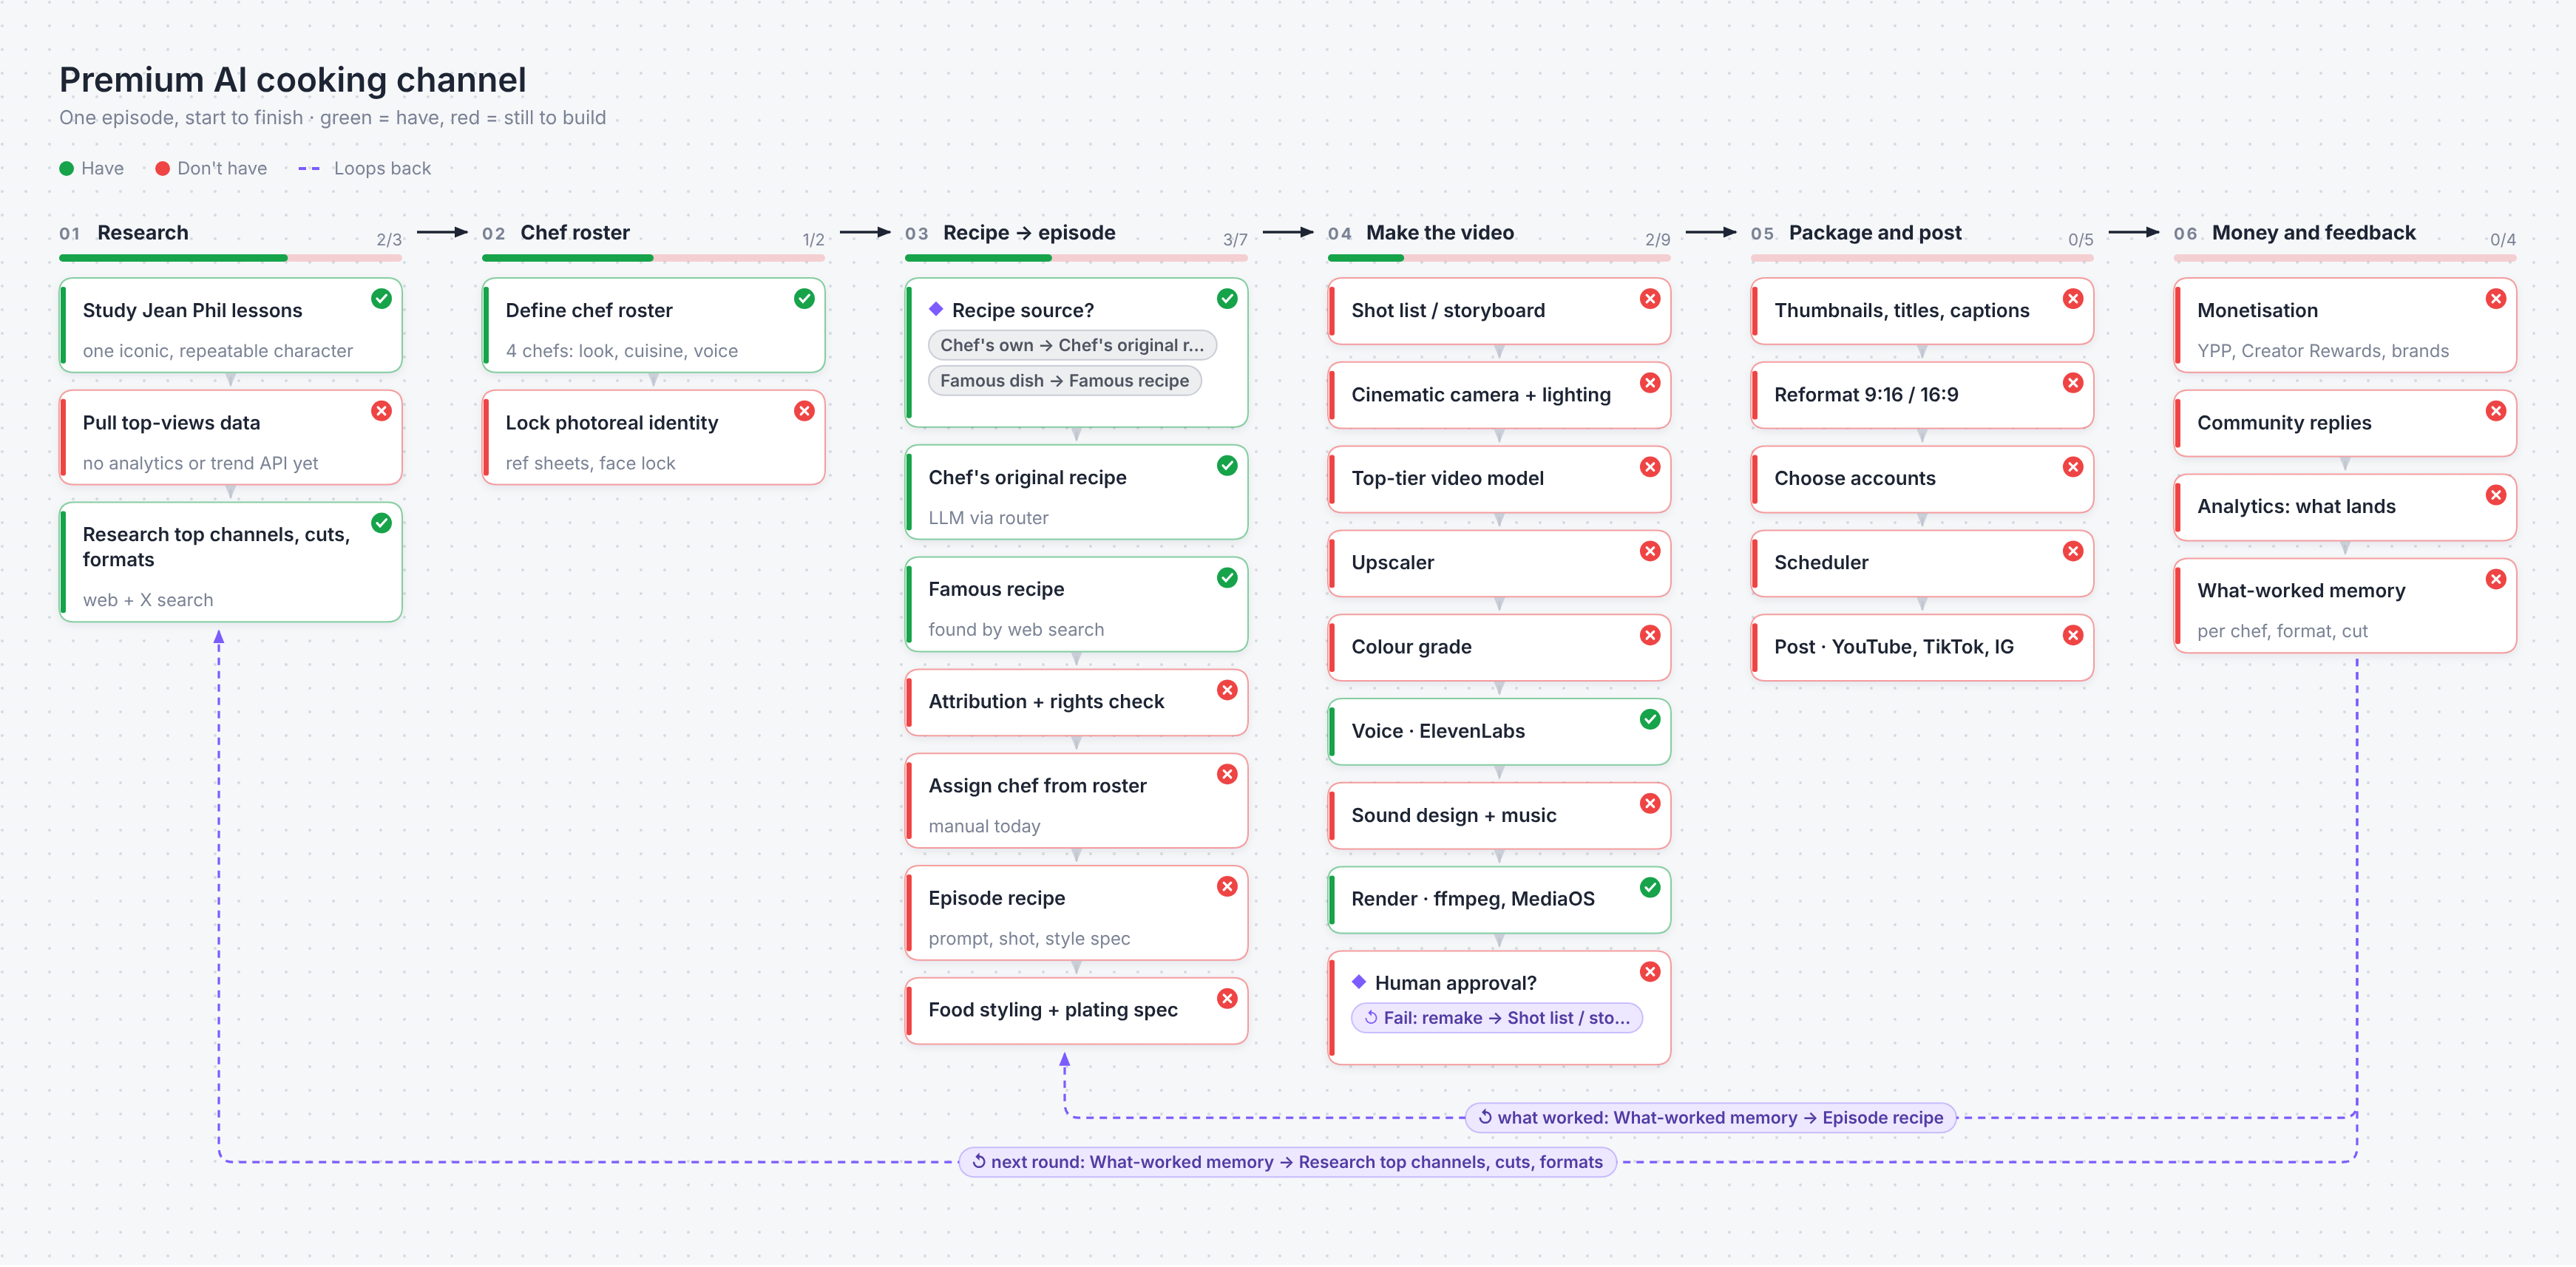 Premium AI cooking channel
One episode, start to finish · green = have, red = still to build
Have
Don't have
Loops back
01 Research 2/3
Study Jean Phil lessons
one iconic, repeatable character
Pull top-views data
no analytics or trend API yet
Research top channels, cuts,
formats
web + X search
02 Chef roster 1/2
Define chef roster
4 chefs: look, cuisine, voice
Lock photoreal identity
ref sheets, face lock
03 Recipe → episode 3/7
Recipe source?
Chef's own → Chef's original r...
Famous dish → Famous recipe
Chef's original recipe
LLM via router
Famous recipe
found by web search
Attribution + rights check
Assign chef from roster
manual today
Episode recipe
prompt, shot, style spec
Food styling + plating spec
04 Make the video 2/9
Shot list / storyboard
Cinematic camera + lighting
Top-tier video model
Upscaler
Colour grade
Voice · ElevenLabs
Sound design + music
Render · ffmpeg, MediaOS
Human approval?
Fail: remake → Shot list / sto...
05 Package and post 0/5
Thumbnails, titles, captions
Reformat 9:16 / 16:9
Choose accounts
Scheduler
Post · YouTube, TikTok, IG
06 Money and feedback 0/4
Monetisation
YPP, Creator Rewards, brands
Community replies
Analytics: what lands
What-worked memory
per chef, format, cut
what worked: What-worked memory → Episode recipe
next round: What-worked memory → Research top channels, cuts, formats